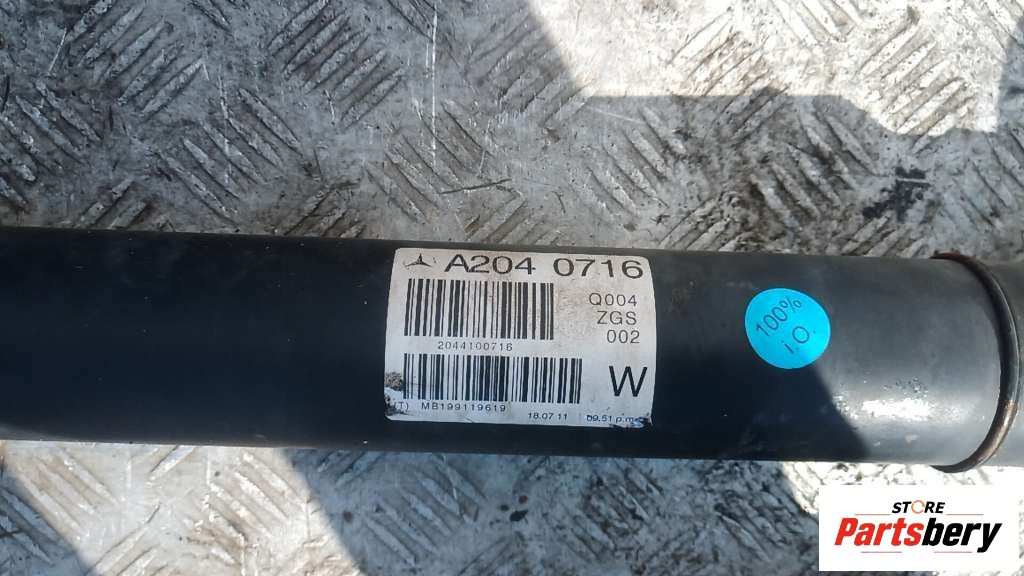 A204 0716
Q004
ZGS
002
2044100716
W
(T) MB199119619 18.07.11 09.51 p.m.
100%
i.O.
STORE
Partsbery